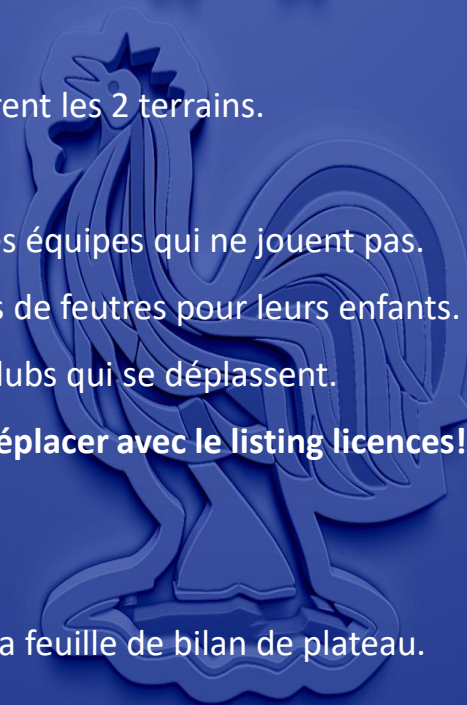 rent les 2 terrains.
s équipes qui ne jouent pas.
s de feutres pour leurs enfants.
lubs qui se déplassent.
éplacer avec le listing licences!
a feuille de bilan de plateau.